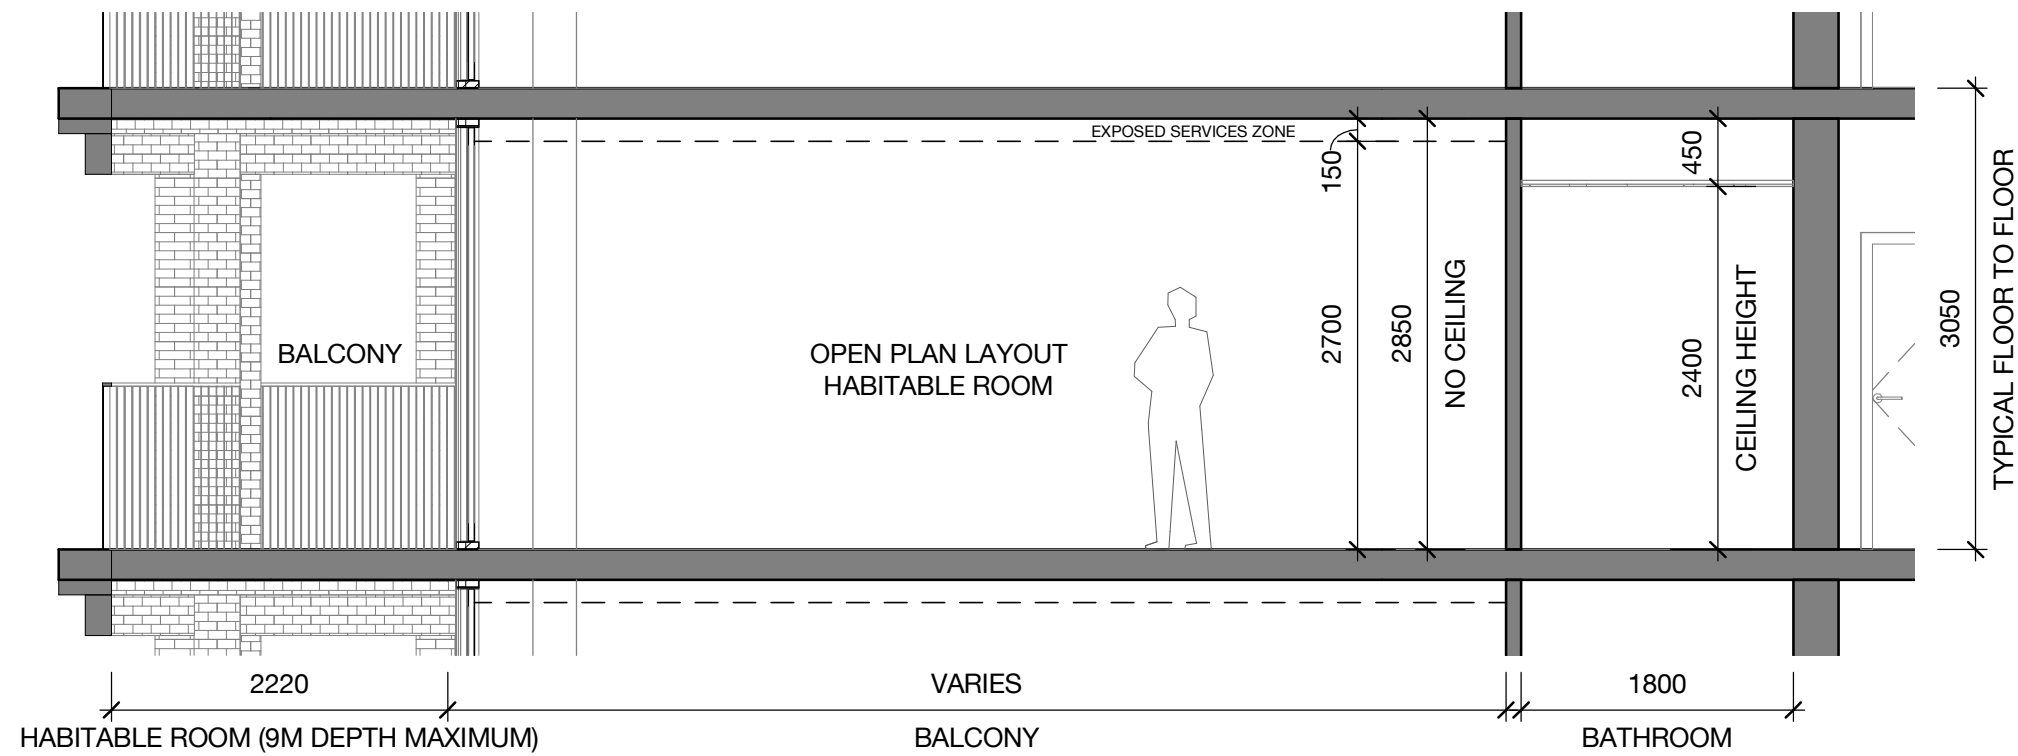 EXPOSED SERVICES ZONE
150
450
BALCONY
OPEN PLAN LAYOUT
HABITABLE ROOM
2700
2850
NO CEILING
2400
CEILING HEIGHT
3050
TYPICAL FLOOR TO FLOOR
2220
VARIES
1800
HABITABLE ROOM (9M DEPTH MAXIMUM)
BALCONY
BATHROOM